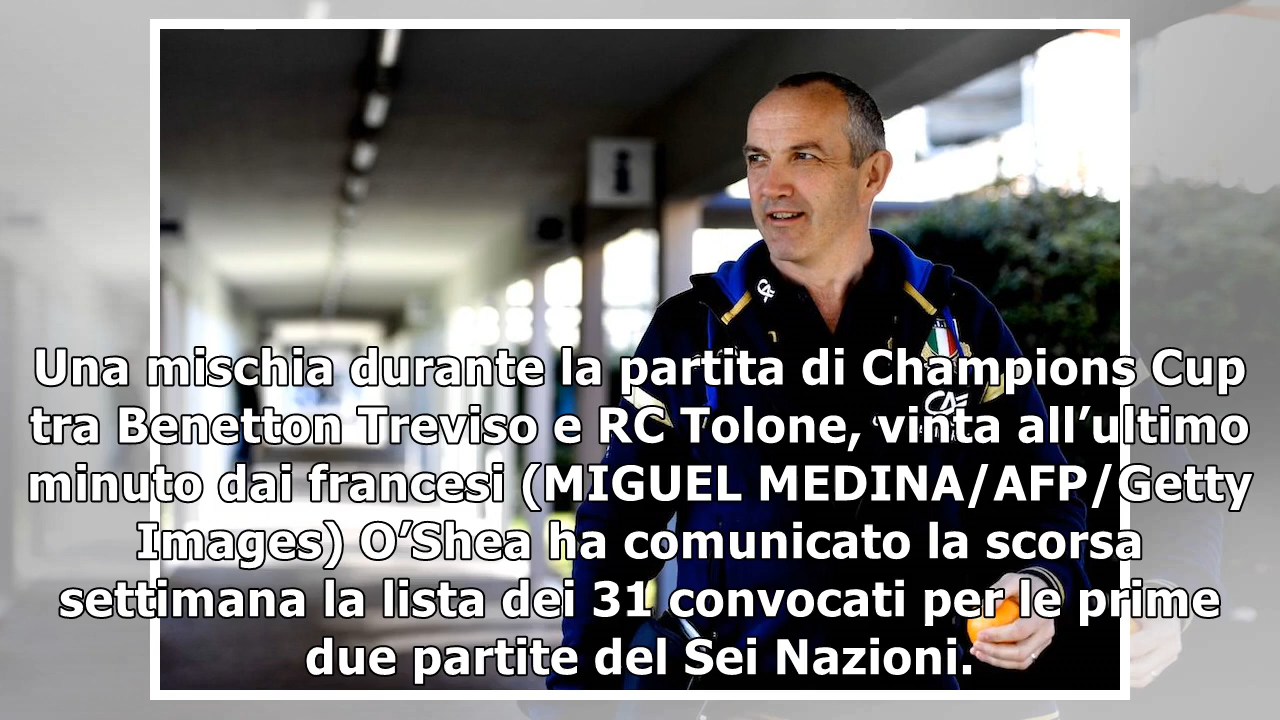 i
CA
CA
Una mischia durante la partita di Champions Cup
tra Benetton Treviso e RC Tolone, vinta all’ultimo
minuto dai francesi (MIGUEL MEDINA/AFP/Getty
Images) O’Shea ha comunicato la scorsa
settimana la lista dei 31 convocati per le prime
due partite del Sei Nazioni.